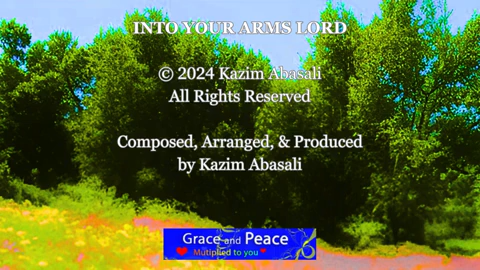 INTO YOUR ARMS LORD
© 2024 Kazim Abasali
All Rights Reserved
Composed, Arranged, & Produced
by Kazim Abasali
Grace and Peace
Mutiplied to you